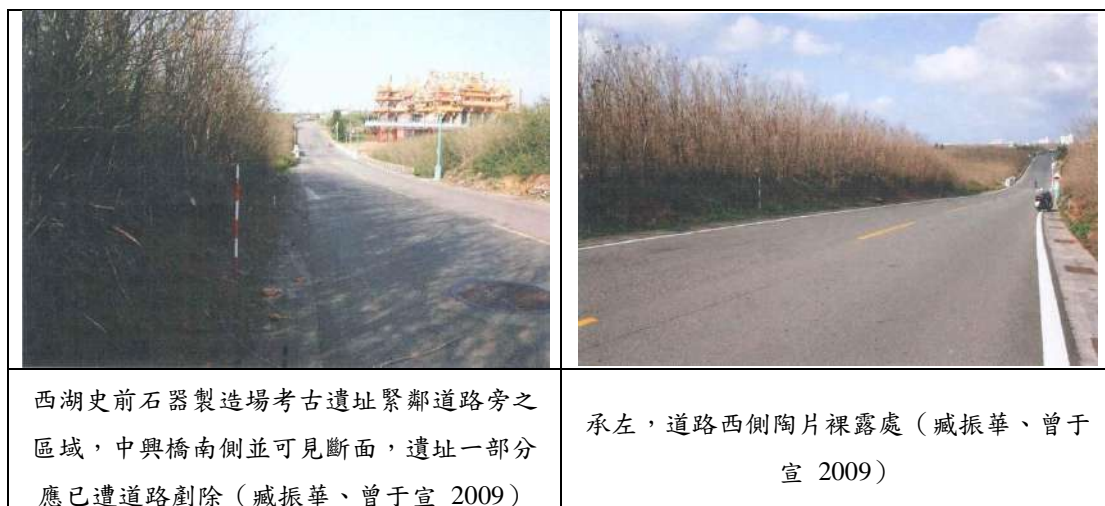 西湖史前石器製造場考古遺址緊鄰道路旁之
區域，中興橋南側並可見斷面，遺址一部分
應已遭道路剷除（臧振華、曾于宣 2009）
承左，道路西側陶片裸露處（臧振華、曾于
宣 2009）